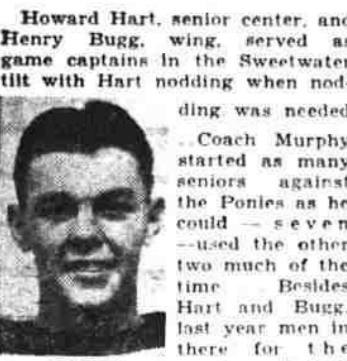 Howard Hart, senior center, and
Henry Bugg, wing, served as
game captains in the Sweetwater
tilt with Hart nodding when nod-
ding was needed
..Coach Murphy
started as many
seniors against
the Ponies as he
could — seven
—used the other
two much of the
time Besides
Hart and Bugg,
last year men in
there for the